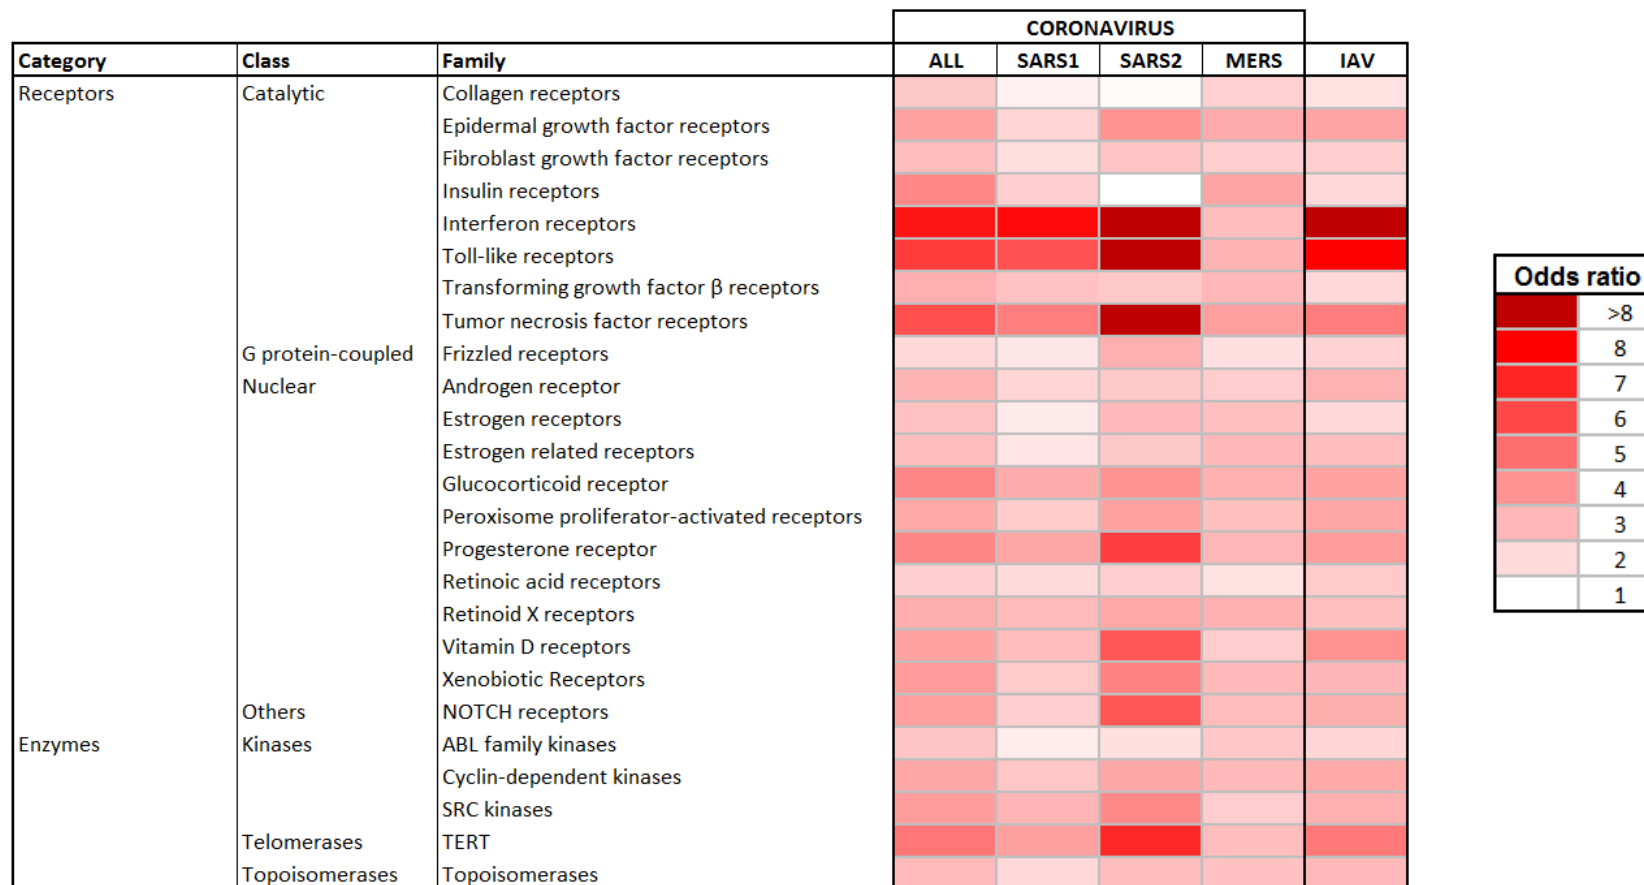 CORONAVIRUS
Category Class Family ALL SARS1 SARS2 MERS IAV
Receptors Catalytic Collagen receptors
Epidermal growth factor receptors
Fibroblast growth factor receptors
Insulin receptors
Interferon receptors
Toll-like receptors
Transforming growth factor β receptors
Tumor necrosis factor receptors
G protein-coupled Frizzled receptors
Nuclear Androgen receptor
Estrogen receptors
Estrogen related receptors
Glucocorticoid receptor
Peroxisome proliferator-activated receptors
Progesterone receptor
Retinoic acid receptors
Retinoid X receptors
Vitamin D receptors
Xenobiotic Receptors
Others NOTCH receptors
Enzymes Kinases ABL family kinases
Cyclin-dependent kinases
SRC kinases
Telomerases TERT
Topoisomerases Topoisomerases
Odds ratio
>8
8
7
6
5
4
3
2
1